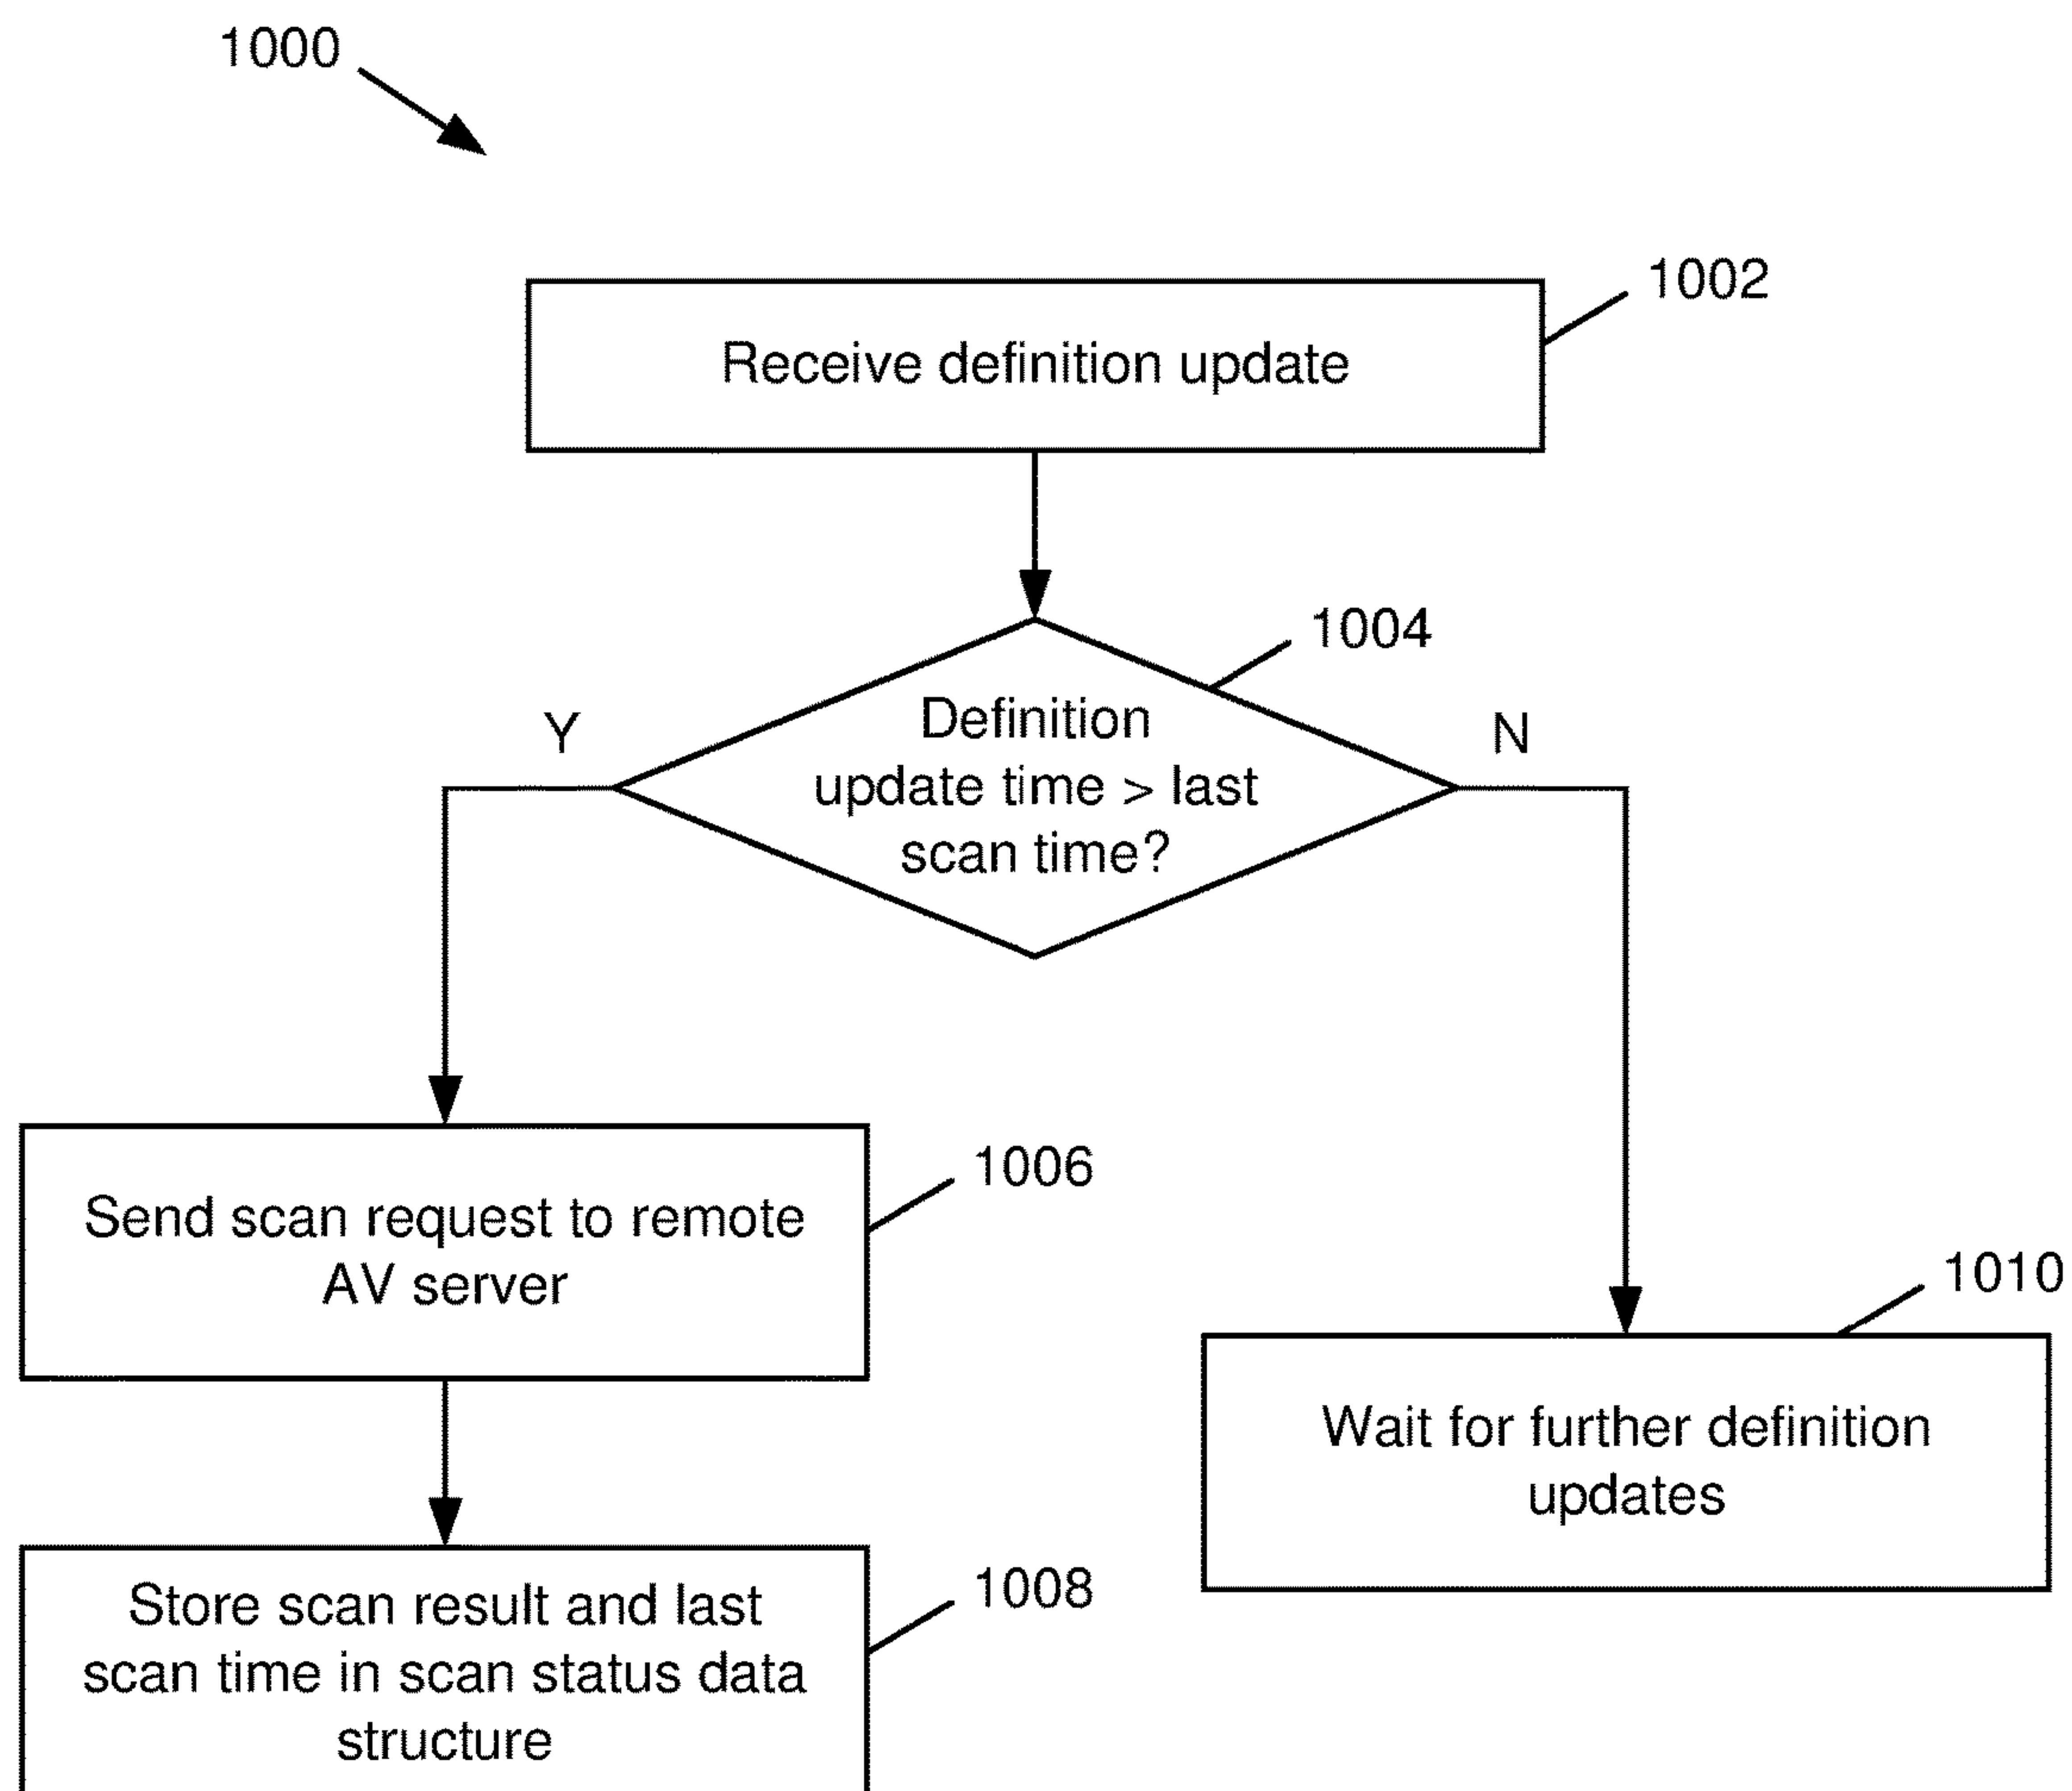 1000
1002
Receive definition update
1004
Definition
Y
N
update time > last
scan time?
1006
Send scan request to remote
AV server
1010
Wait for further definition
updates
1008
Store scan result and last
scan time in scan status data
structure